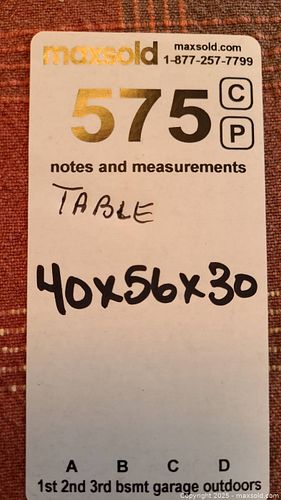 maxsold maxsold.com
1-877-257-7799
575 C
P
notes and measurements
TABLE
40x56x30
A B C D
1st 2nd 3rd bsmt garage outdoors
Copyright 2025 - maxsold.com